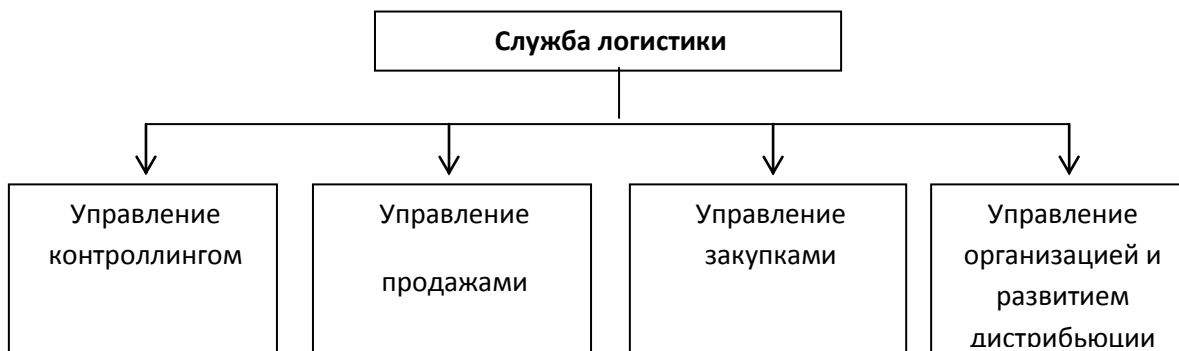 Служба логистики
Управление
контроллингом
Управление
продажами
Управление
закупками
Управление
организацией и
развитием
дистрибьюции